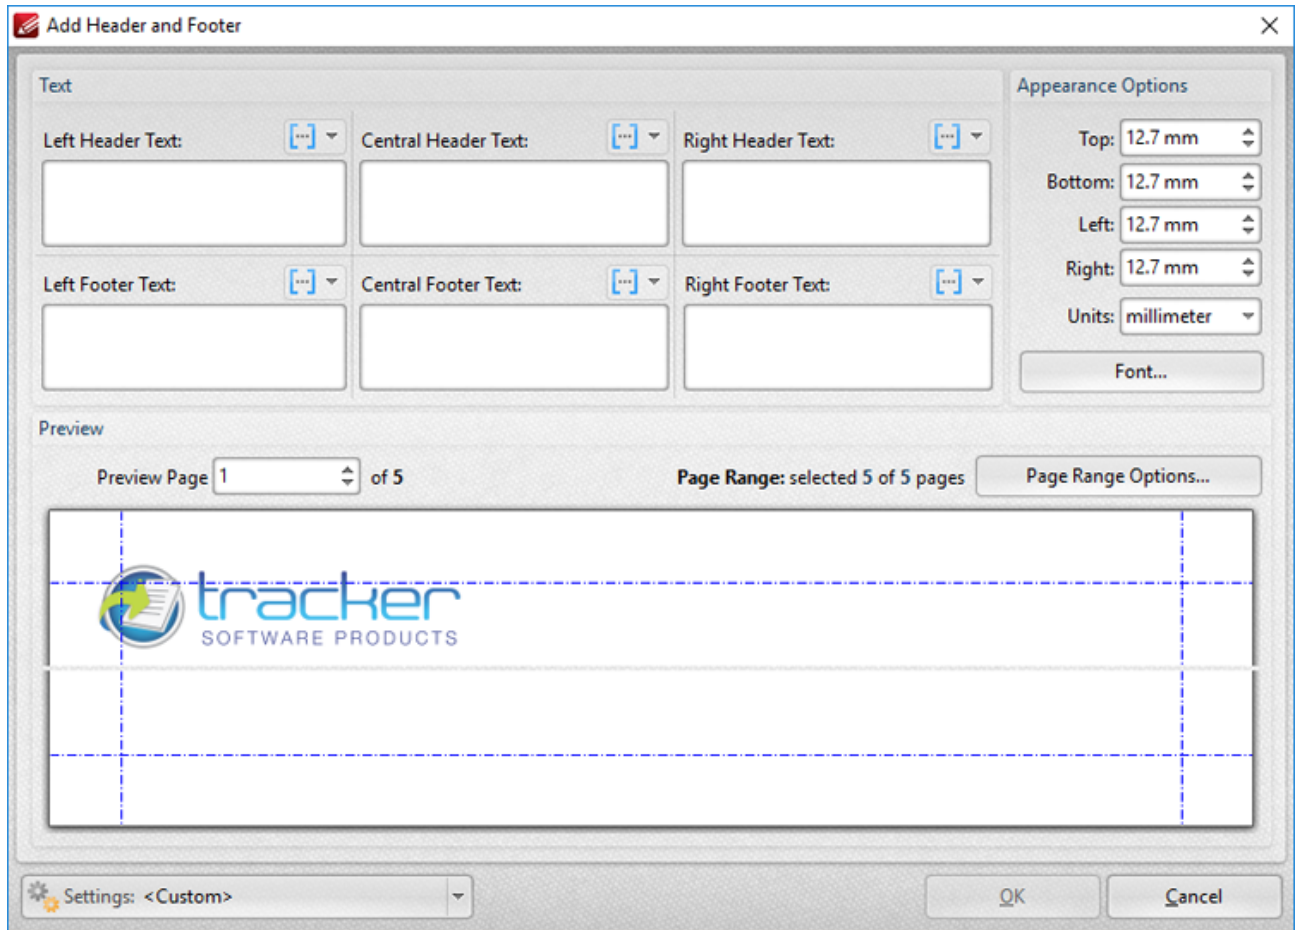 Add Header and Footer
Text
Appearance Options
Left Header Text:
Central Header Text:
Right Header Text:
Top: 12.7 mm
Bottom: 12.7 mm
Left: 12.7 mm
Right: 12.7 mm
Left Footer Text:
Central Footer Text:
Right Footer Text:
Units: millimeter
Font...
Preview
Preview Page 1 of 5
Page Range: selected 5 of 5 pages
Page Range Options...
tracker
SOFTWARE PRODUCTS
Settings: <Custom>
OK
Cancel